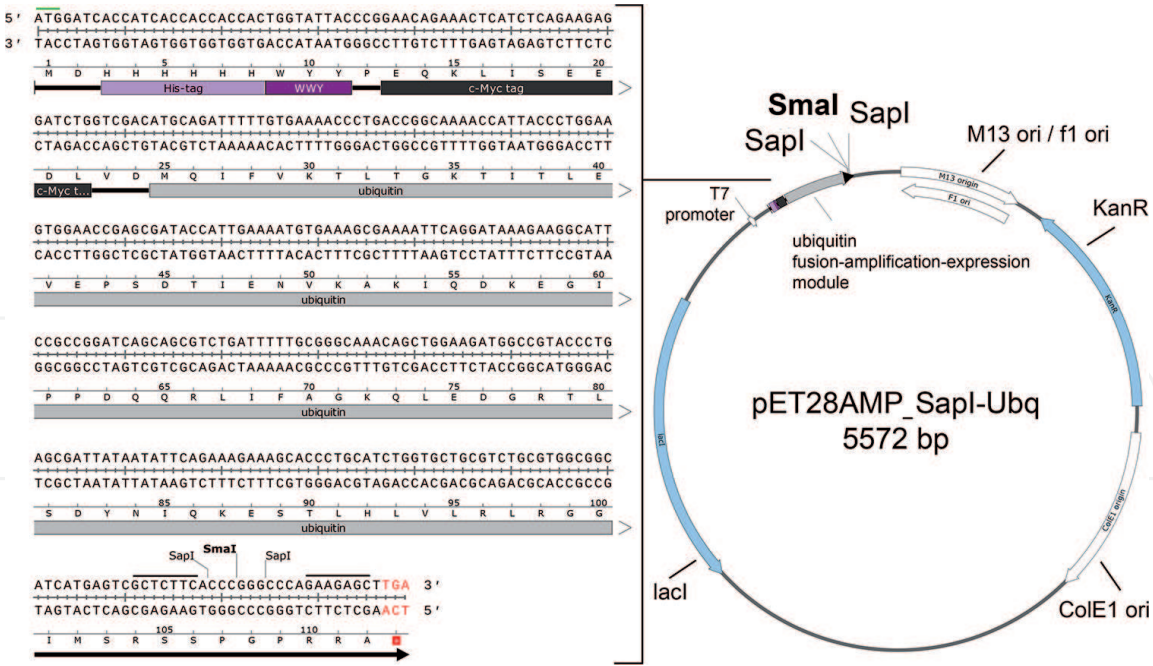 5' ATGGATCACCATCACCACCACCACTGGTATTACCCGGAACAGAAACTCATCTCAGAAGAG
3' TACCTAGTGGTAGTGGTGGTGGTGACCATAATGGGCCTTGTCTTTGAGTAGAGTCTTCTC
1 5 10 15 20
M D H H H H H H W Y Y P E Q K L I S E E
His-tag WWY c-Myc tag
GATCTGGTCGACATGCAGATTTTTGTGAAAACCCTGACCGGCAAAACCATTACCCTGGAA
CTAGACCAGCTGTACGTCTAAAAACACTTTTGGGACTGGCCGTTTTGGTAATGGGACCTT
25 30 35 40
D L V D M Q I F V K T L T G K T I T L E
c-Myc t... ubiquitin
GTGGAACCGAGCGATACCATTGAAAATGTGAAAGCGAAAATTCAGGATAAAGAAGGCATT
CACCTTGGCTCGCTATGGTAACTTTTACACTTTCGCTTTTAAGTCCTATTTCTTCCGTAA
45 50 55 60
V E P S D T I E N V K A K I Q D K E G I
ubiquitin
CCGCCGGATCAGCAGCGTCTGATTTTTGCGGGCAAACAGCTGGAAGATGGCCGTACCCTG
GGCGGCCTAGTCGTCGCAGACTAAAAACGCCCGTTTGTCGACCTTCTACCGGCATGGGAC
65 70 75 80
P P D Q Q R L I F A G K Q L E D G R T L
ubiquitin
AGCGATTATAATATTCAGAAAGAAAGCACCCTGCATCTGGTGCTGCGTCTGCGTGGCGGC
TCGCTAATATTATAAGTCTTTCTTTCGTGGGACGTAGACCACGACGCAGACGCACCGCCG
85 90 95 100
S D Y N I Q K E S T L H L V L R L R G G
ubiquitin
SapI SmaI SapI
ATCATGAGTCGCTCTTCACCCGGGCCCAGAAGAGCTTGA 3'
TAGTACTCAGCGAGAAGTGGGCCCGGGTCTTCTCGAACT 5'
105 110
I M S R S S P G P R R A
SmaI
SapI SapI
M13 ori / f1 ori
M13 origin
F1 ori
T7
promoter
KanR
KanR
ubiquitin
fusion-amplification-expression
module
pET28AMP_SapI-Ubq
5572 bp
lacI
lacI
ColE1 origin
ColE1 ori